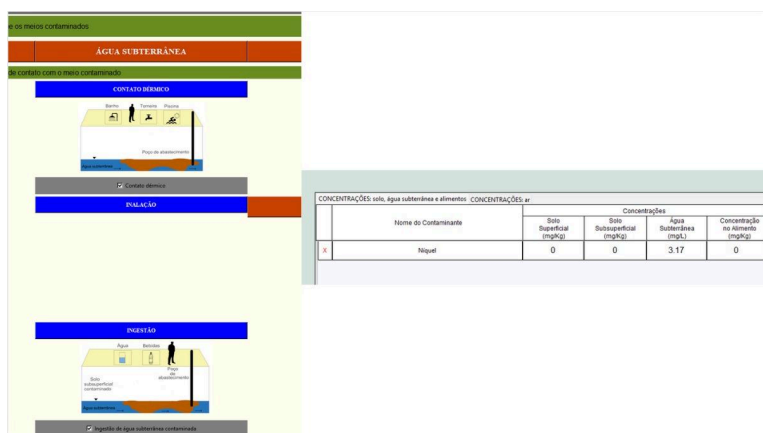 e os meios contaminados
ÁGUA SUBTERRÂNEA
de contato com o meio contaminado
CONTATO DÉRMICO
Banho Torneira Piscina
Poço de abastecimento
Água subterrânea
Contato dérmico
INALAÇÃO
INGESTÃO
Água Bebidas
Poço
de
abastecimento
Solo
subsuperficial
contaminado
Água subterrânea
Ingestão de água subterrânea contaminada
CONCENTRAÇÕES: solo, água subterrânea e alimentos CONCENTRAÇÕES: ar
Concentrações
Nome do Contaminante
Solo
Superficial
(mg/Kg)
Solo
Subsuperficial
(mg/Kg)
Água
Subterrânea
(mg/L)
Concentração
no Alimento
(mg/Kg)
X Níquel 0 0 3.17 0